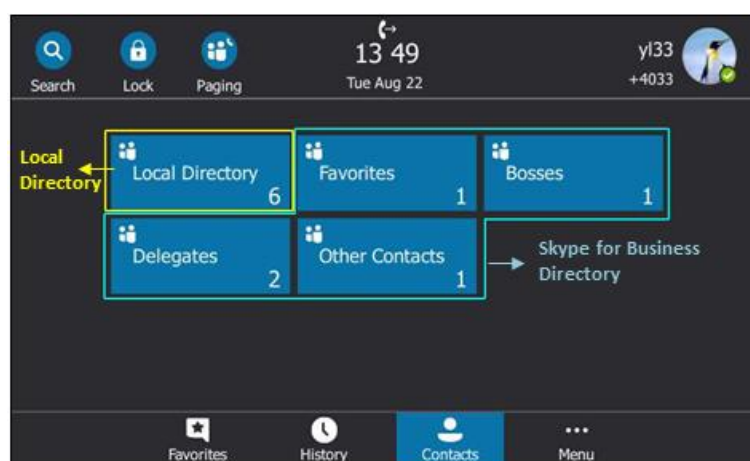 13 49
Search Lock Paging Tue Aug 22
yl33
+4033
Local
Directory
Local Directory
6
Favorites
1
Bosses
1
Delegates
2
Other Contacts
1
Skype for Business
Directory
Favorites History Contacts Menu